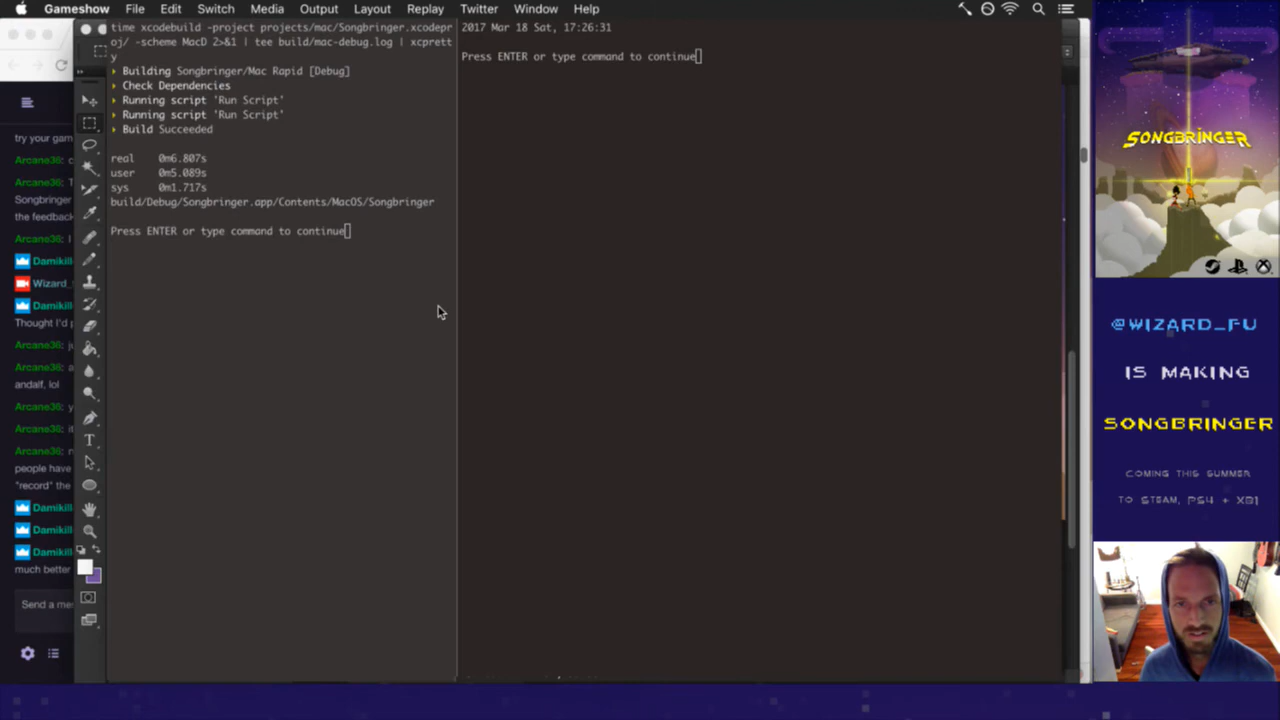 Gameshow File Edit Switch Media Output Layout Replay Twitter Window Help
time xcodebuild -project projects/mac/Songbringer.xcodepr
oj/ -scheme MacD 2>&1 | tee build/mac-debug.log | xcprett
y
Building Songbringer/Mac Rapid [Debug]
Check Dependencies
Running script 'Run Script'
Running script 'Run Script'
Build Succeeded
real 0m6.807s
user 0m5.089s
sys 0m1.717s
build/Debug/Songbringer.app/Contents/MacOS/Songbringer
Press ENTER or type command to continue
2017 Mar 18 Sat, 17:26:31
Press ENTER or type command to continue
try your gam
Arcane36: c
Arcane36: T
Songbringer
the feedback
Arcane36: I
Damikill
Wizard_
Damikill
Thought I'd p
Arcane36: ju
Arcane36: a
andalf, lol
Arcane36: y
Arcane36: it
Arcane36: r
people have
"record" the
Damikill
Damikill
Damikill
much better
Send a mes
T
SONGBRINGER
@WIZARD_FU
IS MAKING
SONGBRINGER
COMING THIS SUMMER
TO STEAM, PS4 + XB1